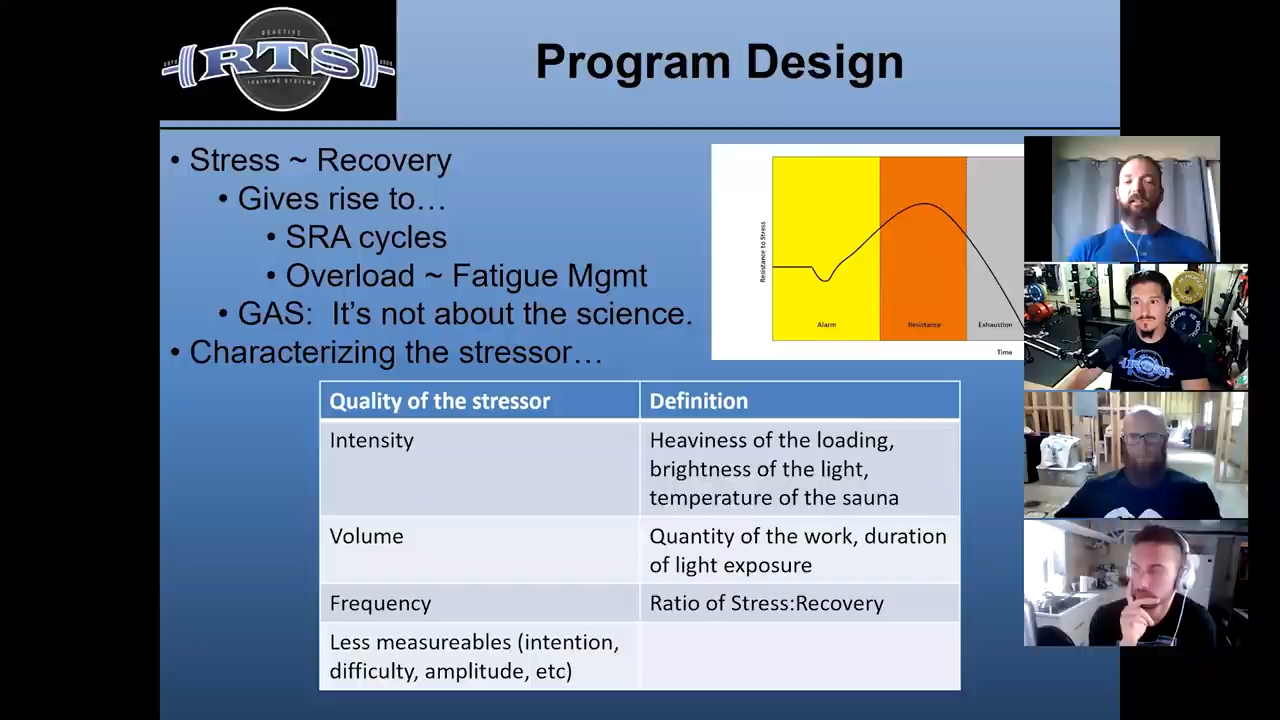 REACTIVE
RTS
TRAINING SYSTEMS
Program Design
• Stress ~ Recovery
• Gives rise to…
• SRA cycles
• Overload ~ Fatigue Mgmt
• GAS: It’s not about the science.
• Characterizing the stressor…
Resistance to Stress
Alarm
Resistance
Exhaustion
Time
Quality of the stressor
Definition
Intensity
Heaviness of the loading,
brightness of the light,
temperature of the sauna
Volume
Quantity of the work, duration
of light exposure
Frequency
Ratio of Stress:Recovery
Less measureables (intention,
difficulty, amplitude, etc)